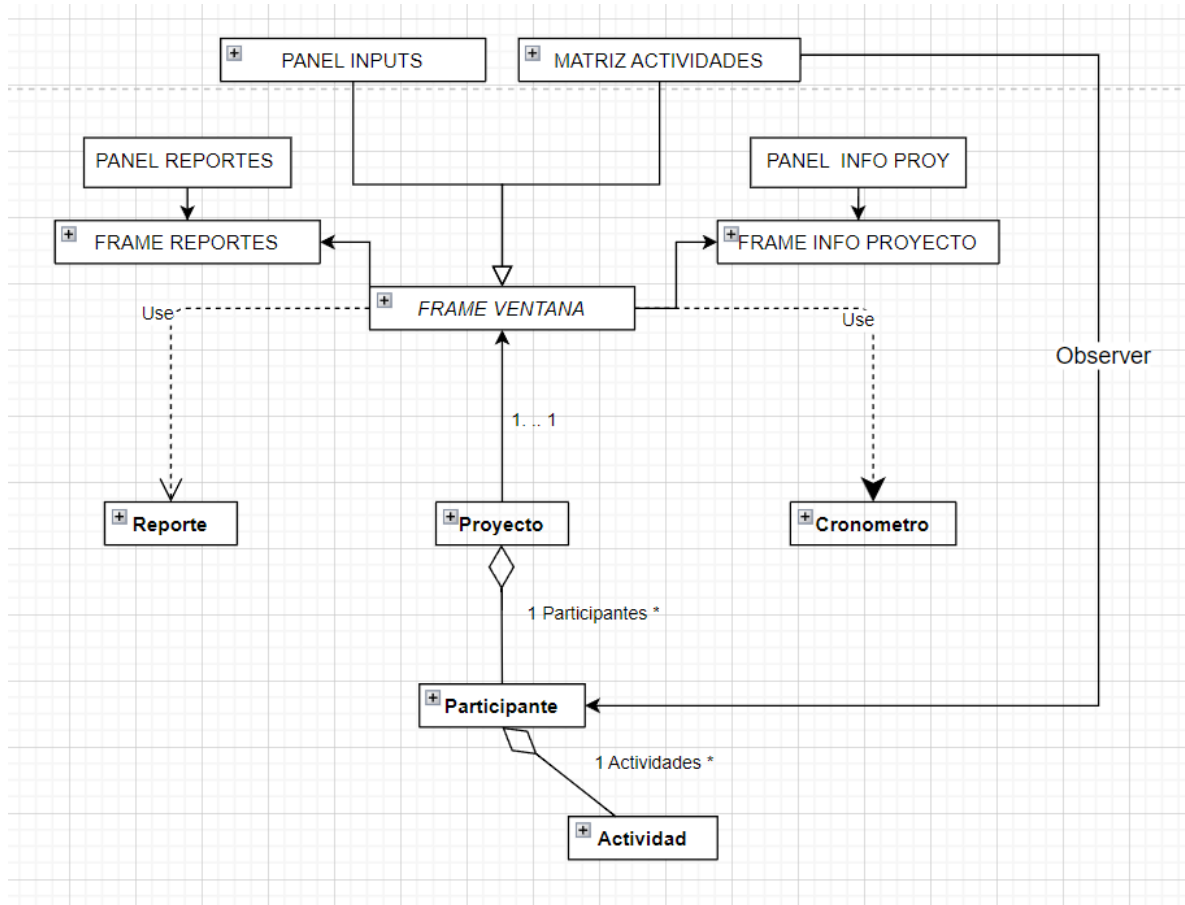 PANEL INPUTS
MATRIZ ACTIVIDADES
PANEL REPORTES
PANEL INFO PROY
FRAME REPORTES
FRAME INFO PROYECTO
FRAME VENTANA
Use
Use
Observer
1. .. 1
Reporte
Proyecto
Cronometro
1 Participantes *
Participante
1 Actividades *
Actividad